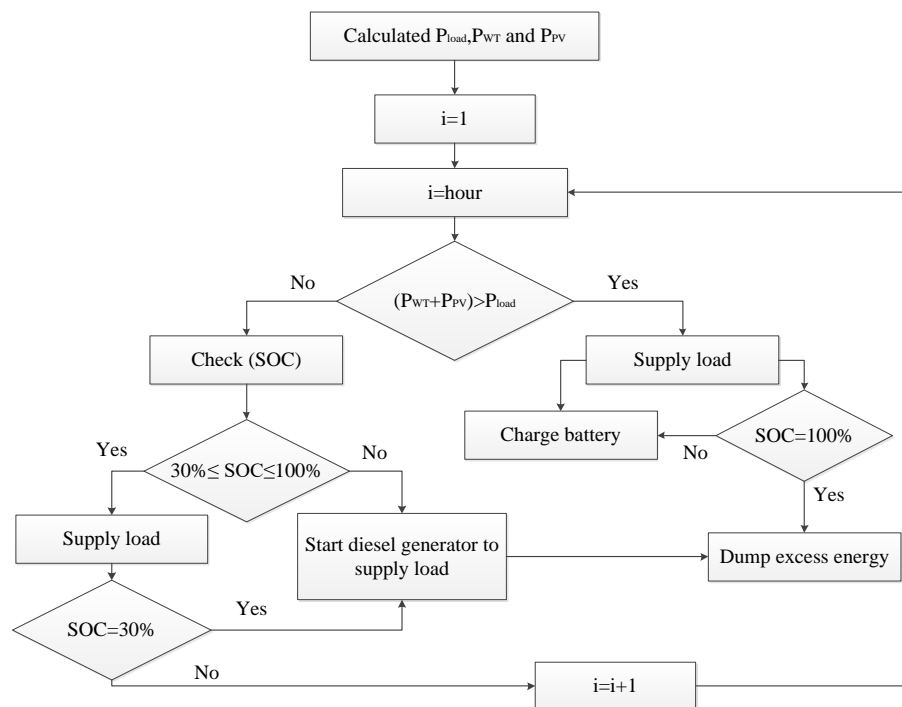 Calculated Pload,PWT and PPV
i=1
i=hour
(PWT+PPV)>Pload
No
Yes
Check (SOC)
Supply load
Charge battery
SOC=100%
No
Yes
30%≤ SOC≤100%
Yes
No
Supply load
Start diesel generator to
supply load
Dump excess energy
SOC=30%
Yes
No
i=i+1